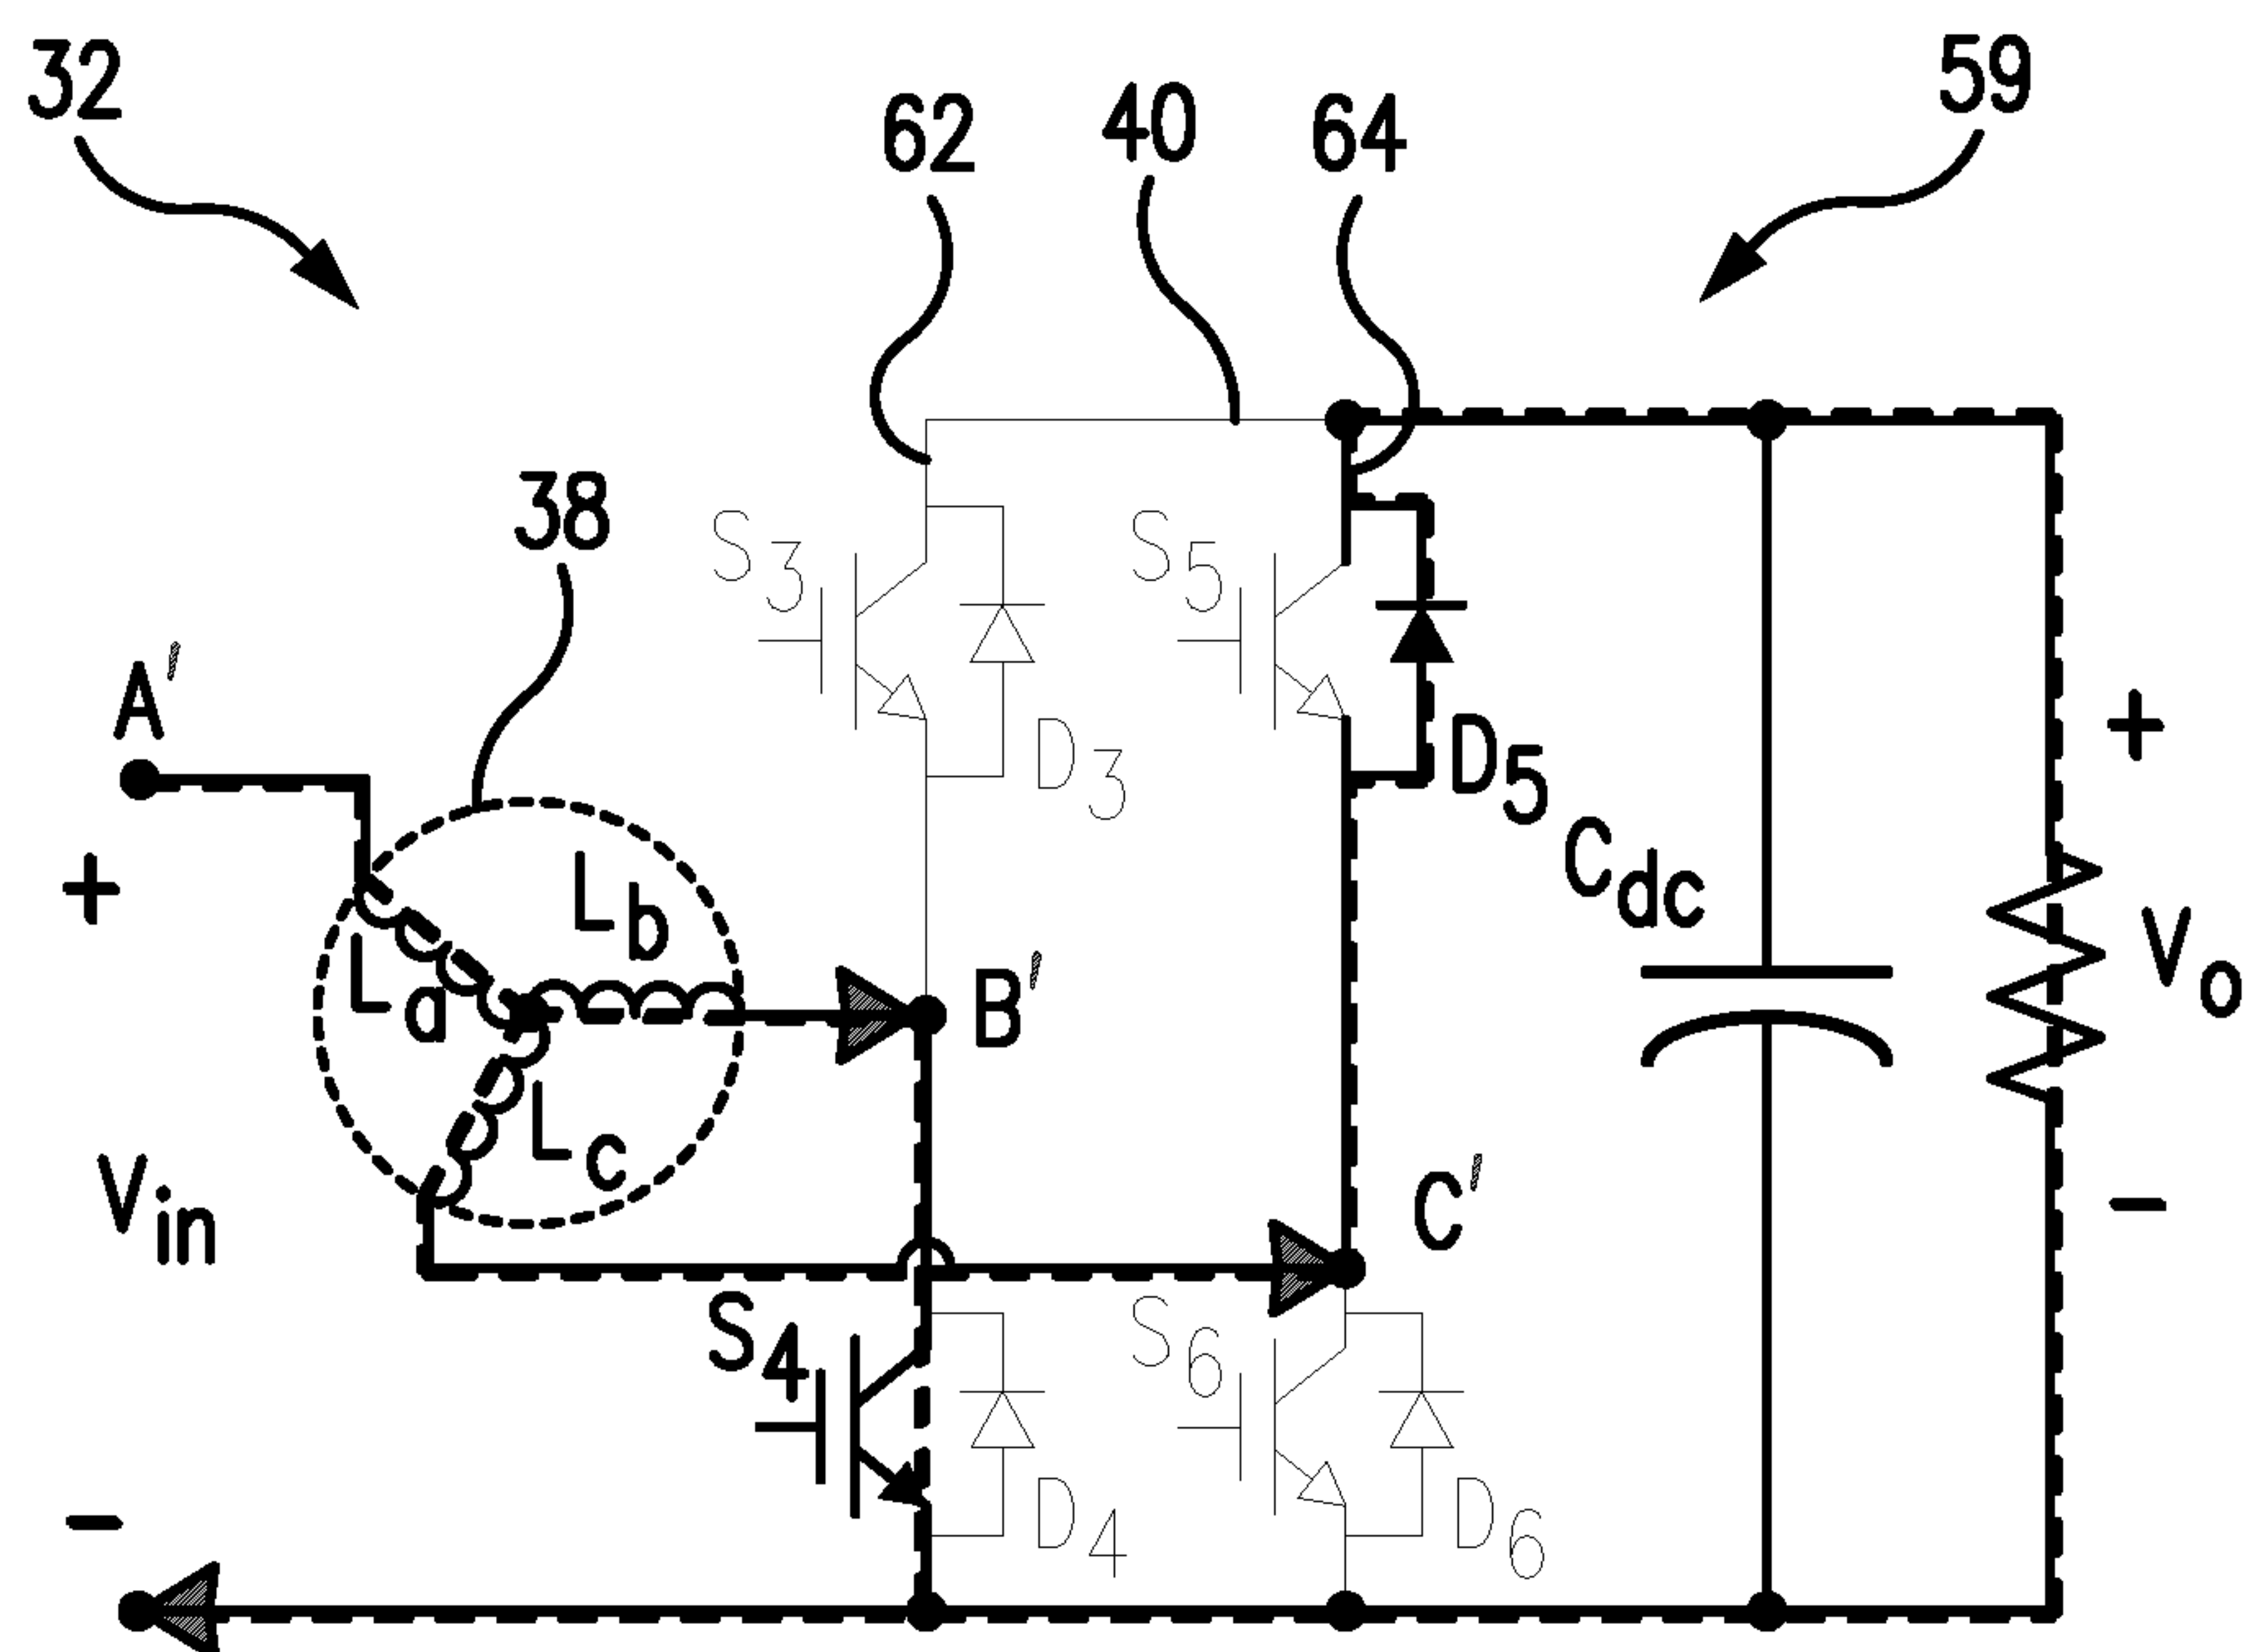 32
59
62
40
64
38
S3
S5
A'
D3
D5
+
Cdc
+
Lb
La
Vo
B'
Lc
Vin
C'
−
S4
S6
D4
D6
−